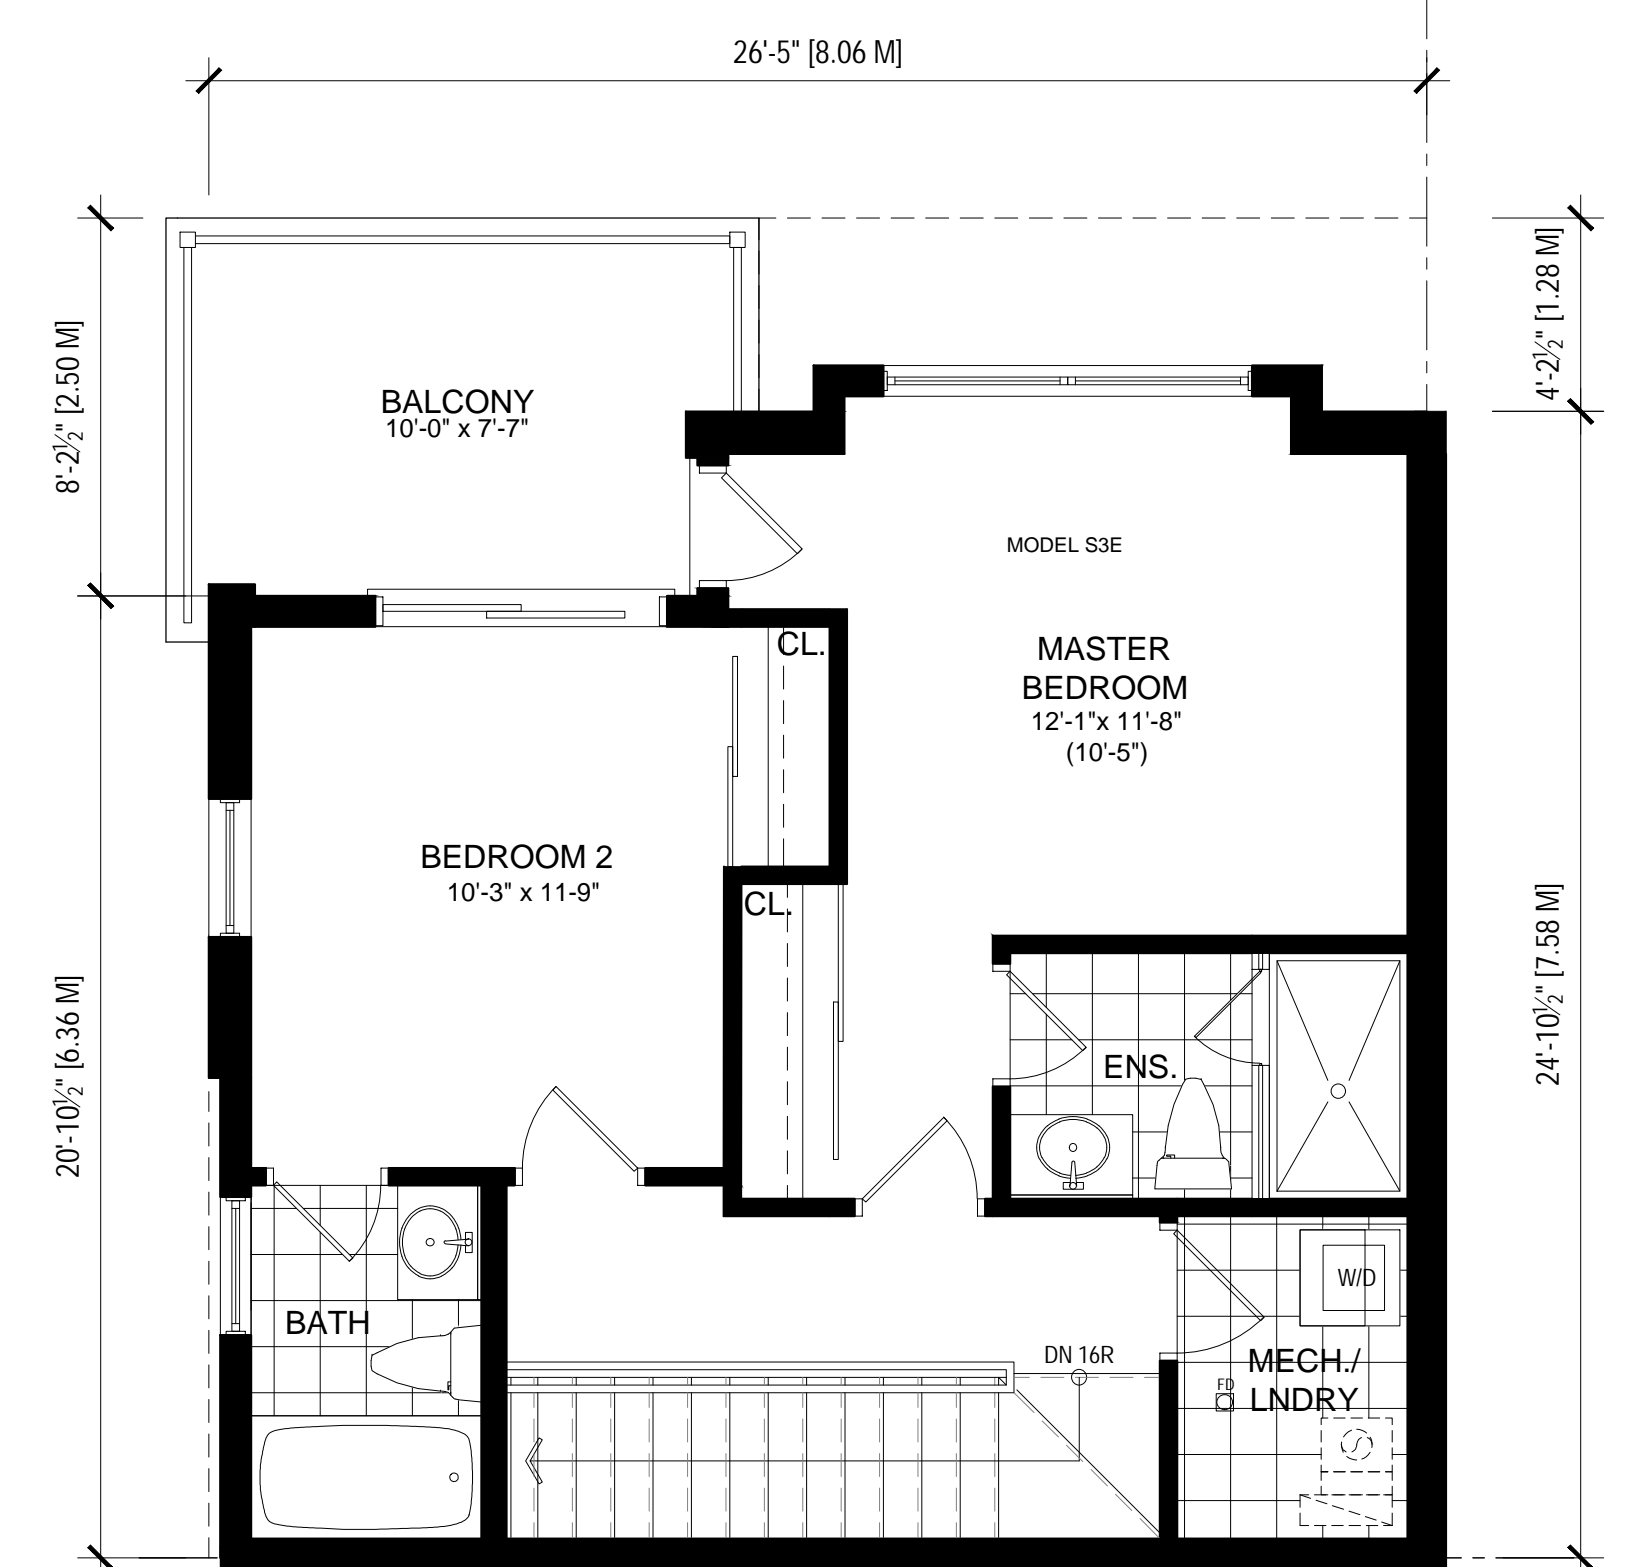 26'-5" [8.06 M]
4'-2½" [1.28 M]
8'-2½" [2.50 M]
BALCONY
10'-0" x 7'-7"
MODEL S3E
CL.
MASTER
BEDROOM
12'-1"x 11'-8"
(10'-5")
BEDROOM 2
10'-3" x 11-9"
CL.
24'-10½" [7.58 M]
20'-10½" [6.36 M]
ENS.
W/D
BATH
DN 16R
MECH./
LNDRY
FD
S